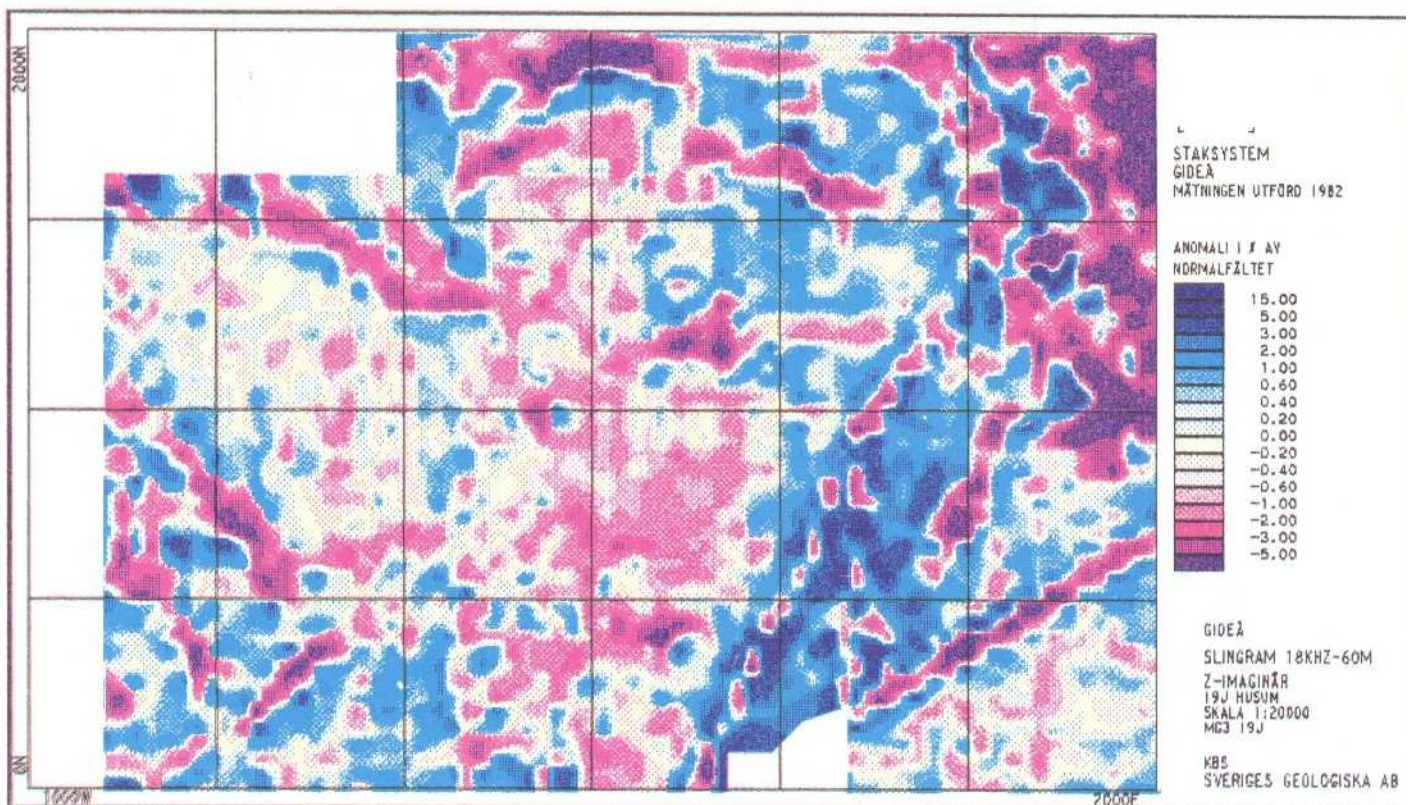 2000N
STAKSYSTEM
GIDEÅ
MÄTNINGEN UTFÖRD 1982
ANOMALI I % AV
NORMALFÄLTET
15.00
5.00
3.00
2.00
1.00
0.60
0.40
0.20
0.00
-0.20
-0.40
-0.60
-1.00
-2.00
-3.00
-5.00
GIDEÅ
SLINGRAM 18KHZ-60M
Z-IMAGINÄR
19J HUSUM
SKALA 1:20000
MG3 19J
KBS
SVERIGES GEOLOGISKA AB
0N
1000W
2000E